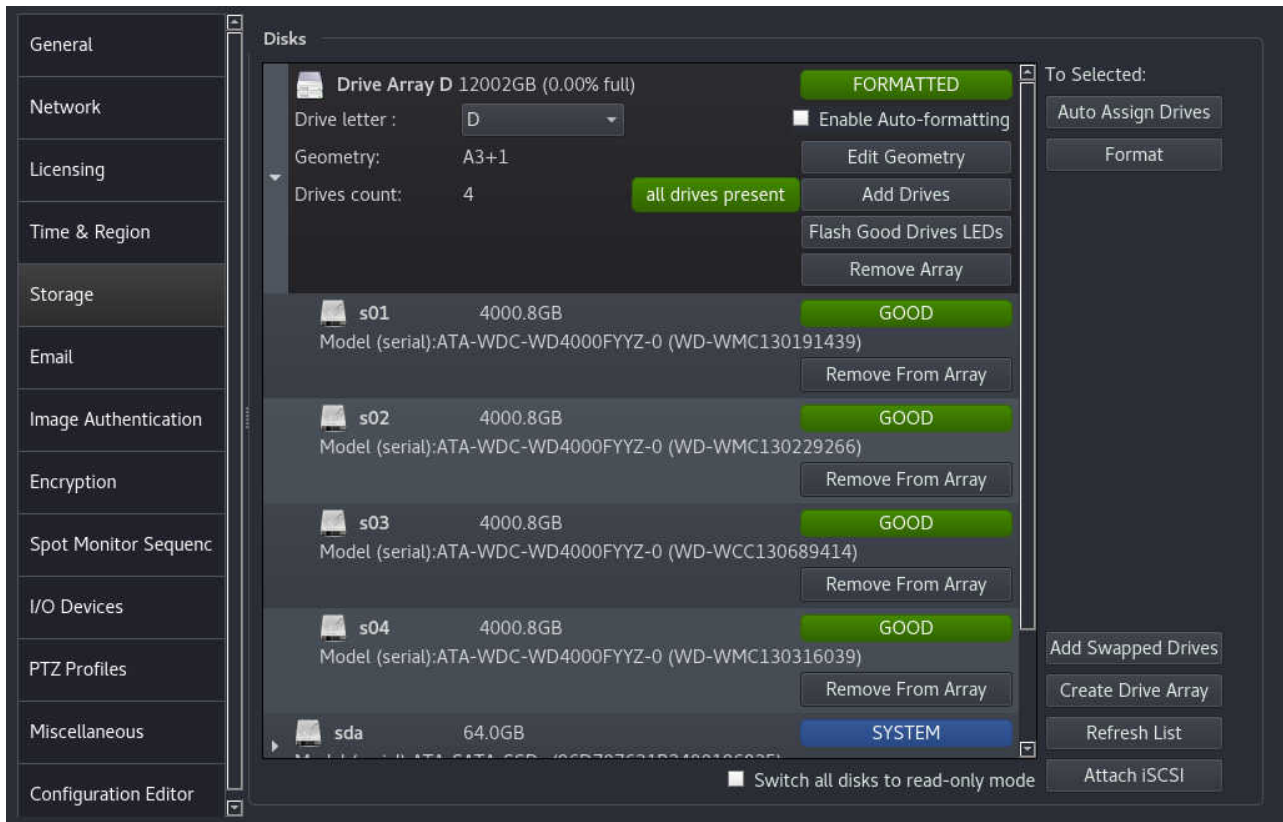 General
Network
Licensing
Time & Region
Storage
Email
Image Authentication
Encryption
Spot Monitor Sequenc
I/O Devices
PTZ Profiles
Miscellaneous
Configuration Editor
Disks
Drive Array D 12002GB (0.00% full) FORMATTED
Drive letter : D Enable Auto-formatting
Geometry: A3+1 Edit Geometry
Drives count: 4 all drives present Add Drives
Flash Good Drives LEDs
Remove Array
s01 4000.8GB GOOD
Model (serial):ATA-WDC-WD4000FYYZ-0 (WD-WMC130191439)
Remove From Array
s02 4000.8GB GOOD
Model (serial):ATA-WDC-WD4000FYYZ-0 (WD-WMC130229266)
Remove From Array
s03 4000.8GB GOOD
Model (serial):ATA-WDC-WD4000FYYZ-0 (WD-WCC130689414)
Remove From Array
s04 4000.8GB GOOD
Model (serial):ATA-WDC-WD4000FYYZ-0 (WD-WMC130316039)
Remove From Array
sda 64.0GB SYSTEM
Switch all disks to read-only mode
To Selected:
Auto Assign Drives
Format
Add Swapped Drives
Create Drive Array
Refresh List
Attach iSCSI